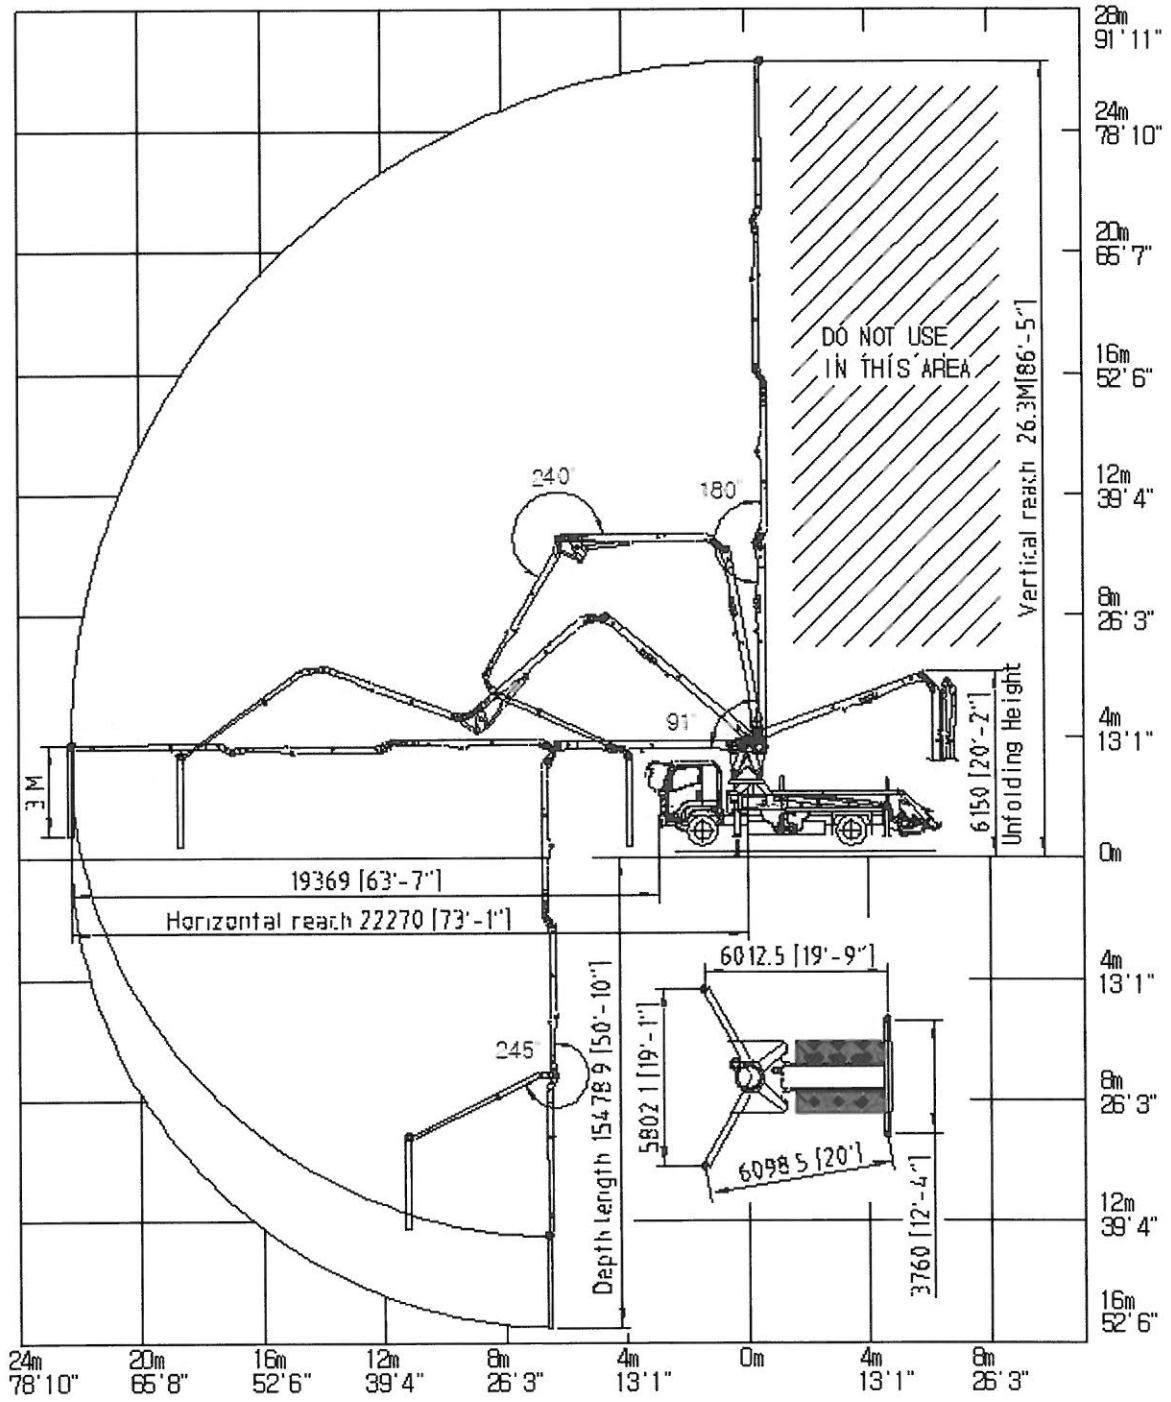 28m
91'11"
24m
78'10"
20m
65'7"
DO NOT USE
IN THIS AREA
16m
52'6"
Vertical reach 26.3M[86'-5"]
240°
180°
12m
39'4"
8m
26'3"
91°
4m
13'1"
6150 [20'-2"]
Unfolding Height
3 M
0m
19369 [63'-7"]
Horizontal reach 22270 [73'-1"]
6012.5 [19'-9"]
4m
13'1"
245°
Depth length 15478 9 [50'-10"]
5802 1 [19'-1"]
8m
26'3"
6098 5 [20']
3760 [12'-4"]
12m
39'4"
16m
52'6"
24m 20m 16m 12m 8m 4m 0m 4m 8m
78'10" 65'8" 52'6" 39'4" 26'3" 13'1" 13'1" 26'3"